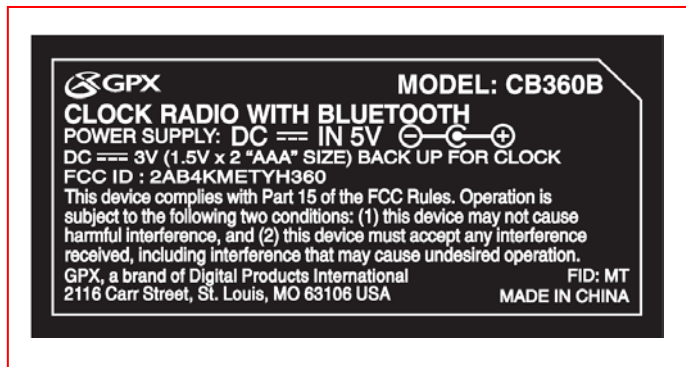 GPX MODEL: CB360B
CLOCK RADIO WITH BLUETOOTH
POWER SUPPLY: DC ⎓ IN 5V
DC ⎓ 3V (1.5V x 2 “AAA” SIZE) BACK UP FOR CLOCK
FCC ID : 2AB4KMETYH360
This device complies with Part 15 of the FCC Rules. Operation is
subject to the following two conditions: (1) this device may not cause
harmful interference, and (2) this device must accept any interference
received, including interference that may cause undesired operation.
GPX, a brand of Digital Products International FID: MT
2116 Carr Street, St. Louis, MO 63106 USA MADE IN CHINA